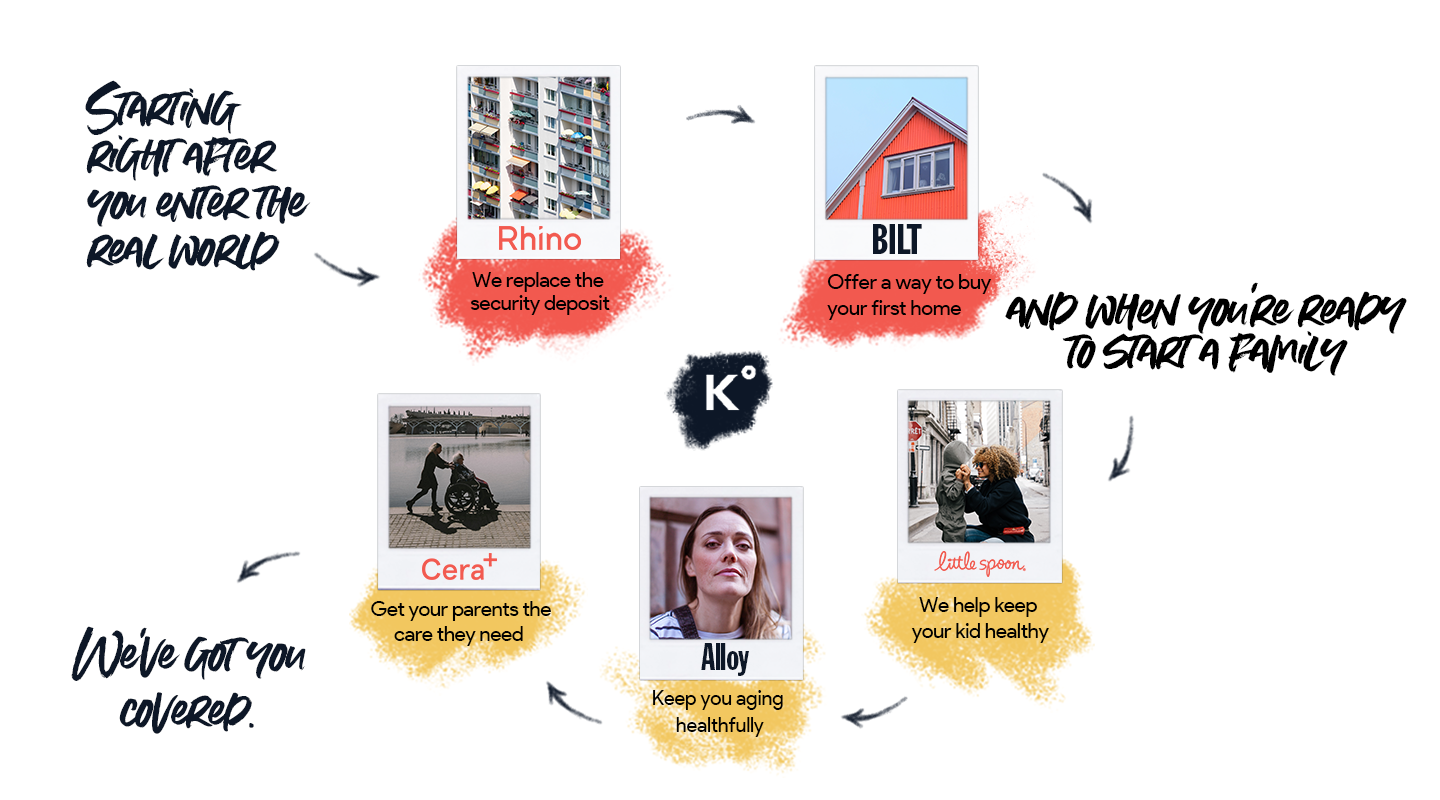 STARTING
RIGHT AFTER
YOU ENTER THE
REAL WORLD
Rhino
We replace the
security deposit
BILT
Offer a way to buy
your first home
AND WHEN YOU'RE READY
TO START A FAMILY
K°
ARRÊT
little spoon.
We help keep
your kid healthy
Alloy
Keep you aging
healthfully
Cera+
Get your parents the
care they need
WE'VE GOT YOU
COVERED.